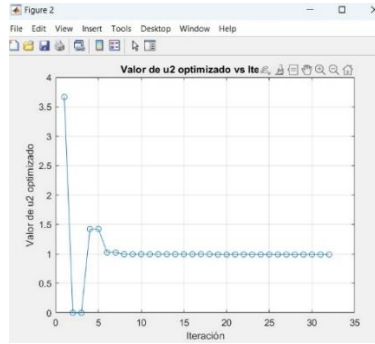 Figure 2
File Edit View Insert Tools Desktop Window Help
Valor de u2 optimizado vs Ite
4
3.5
3
2.5
2
1.5
1
0.5
0
Valor de u2 optimizado
0 5 10 15 20 25 30 35
Iteración